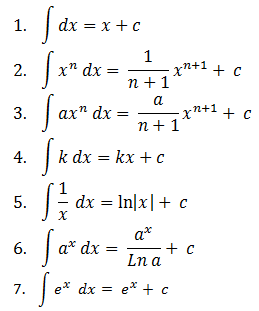 1. ∫ dx = x + c
2. ∫ xⁿ dx = 1/(n + 1) xⁿ⁺¹ + c
3. ∫ axⁿ dx = a/(n + 1) xⁿ⁺¹ + c
4. ∫ k dx = kx + c
5. ∫ 1/x dx = ln|x| + c
6. ∫ aˣ dx = aˣ/Ln a + c
7. ∫ eˣ dx = eˣ + c